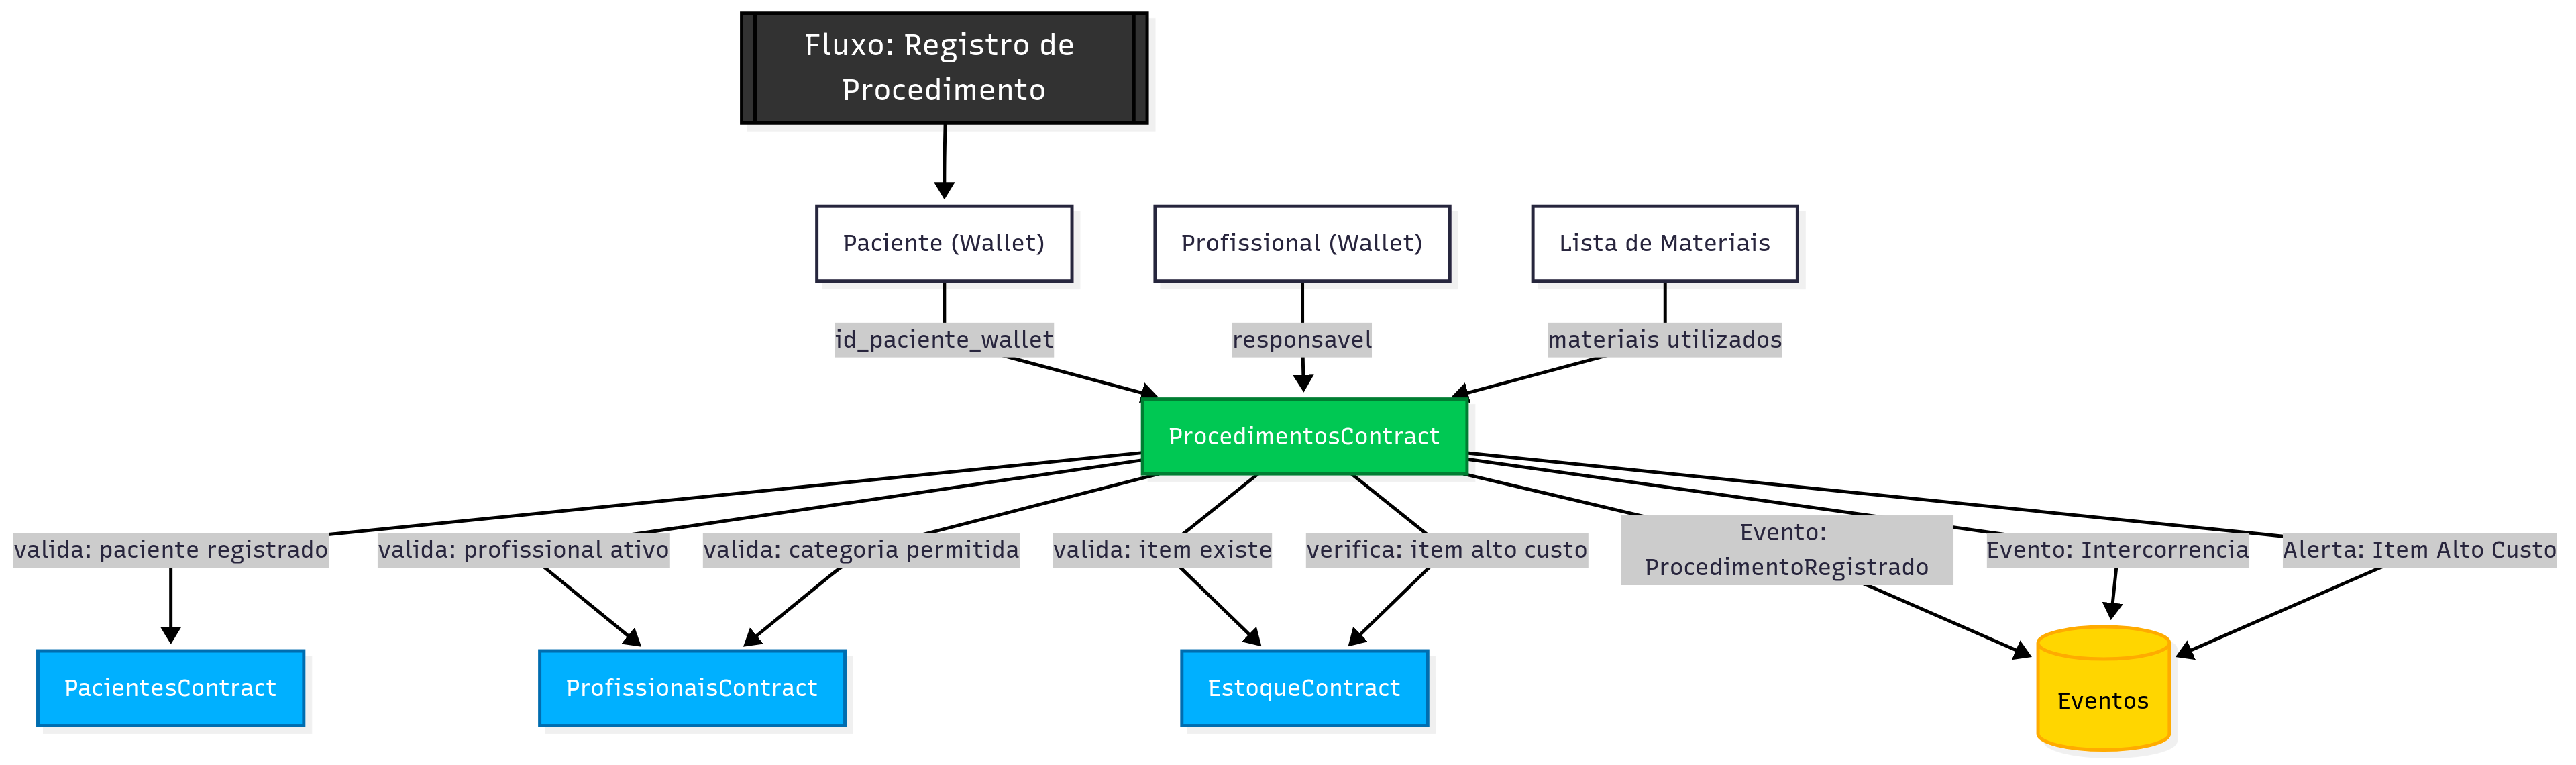 Fluxo: Registro de
Procedimento
Paciente (Wallet)
Profissional (Wallet)
Lista de Materiais
id_paciente_wallet
responsavel
materiais utilizados
ProcedimentosContract
valida: paciente registrado
valida: profissional ativo
valida: categoria permitida
valida: item existe
verifica: item alto custo
Evento:
ProcedimentoRegistrado
Evento: Intercorrencia
Alerta: Item Alto Custo
PacientesContract
ProfissionaisContract
EstoqueContract
Eventos